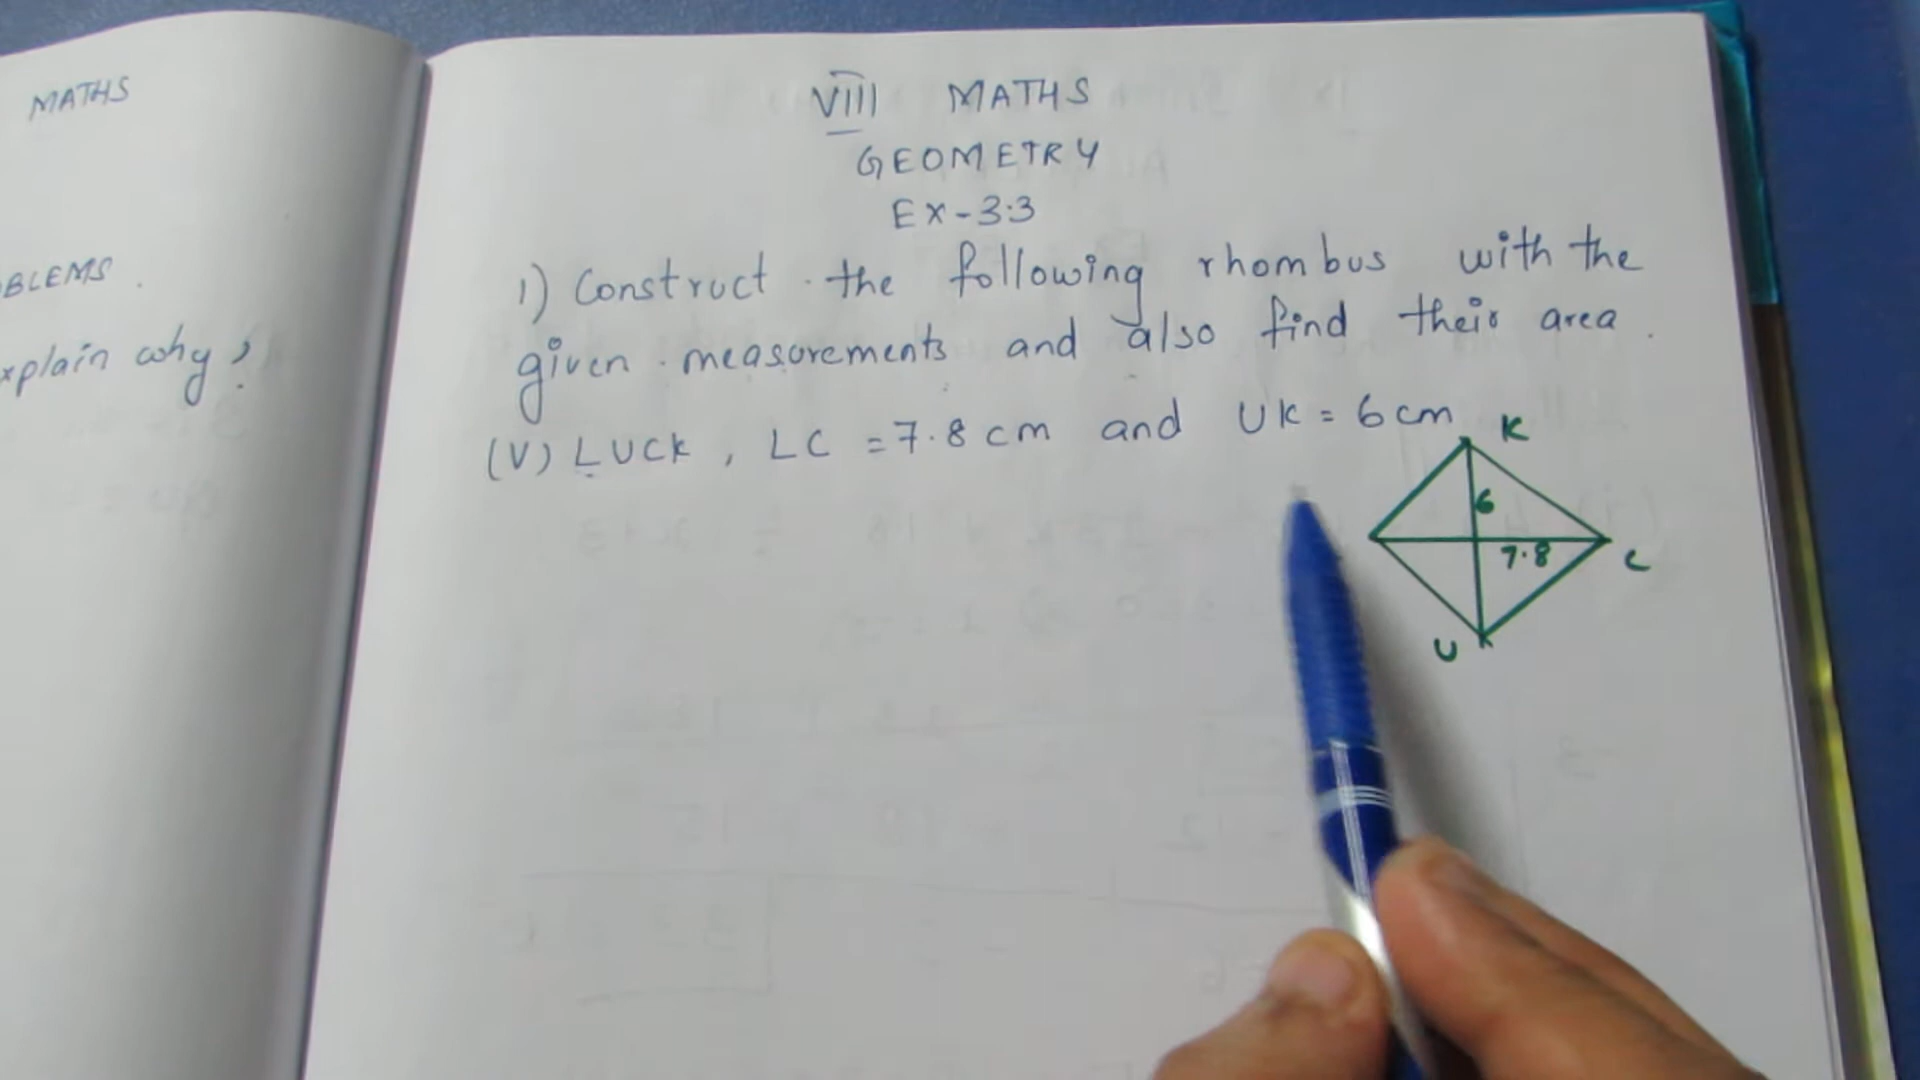 MATHS
BLEMS
xplain why ?
VIII MATHS
GEOMETRY
EX-3.3
1) Construct the following rhombus with the
given measurements and also find their area.
(V) LUCK, LC = 7.8 cm and UK = 6 cm
K
6
7.8
C
U